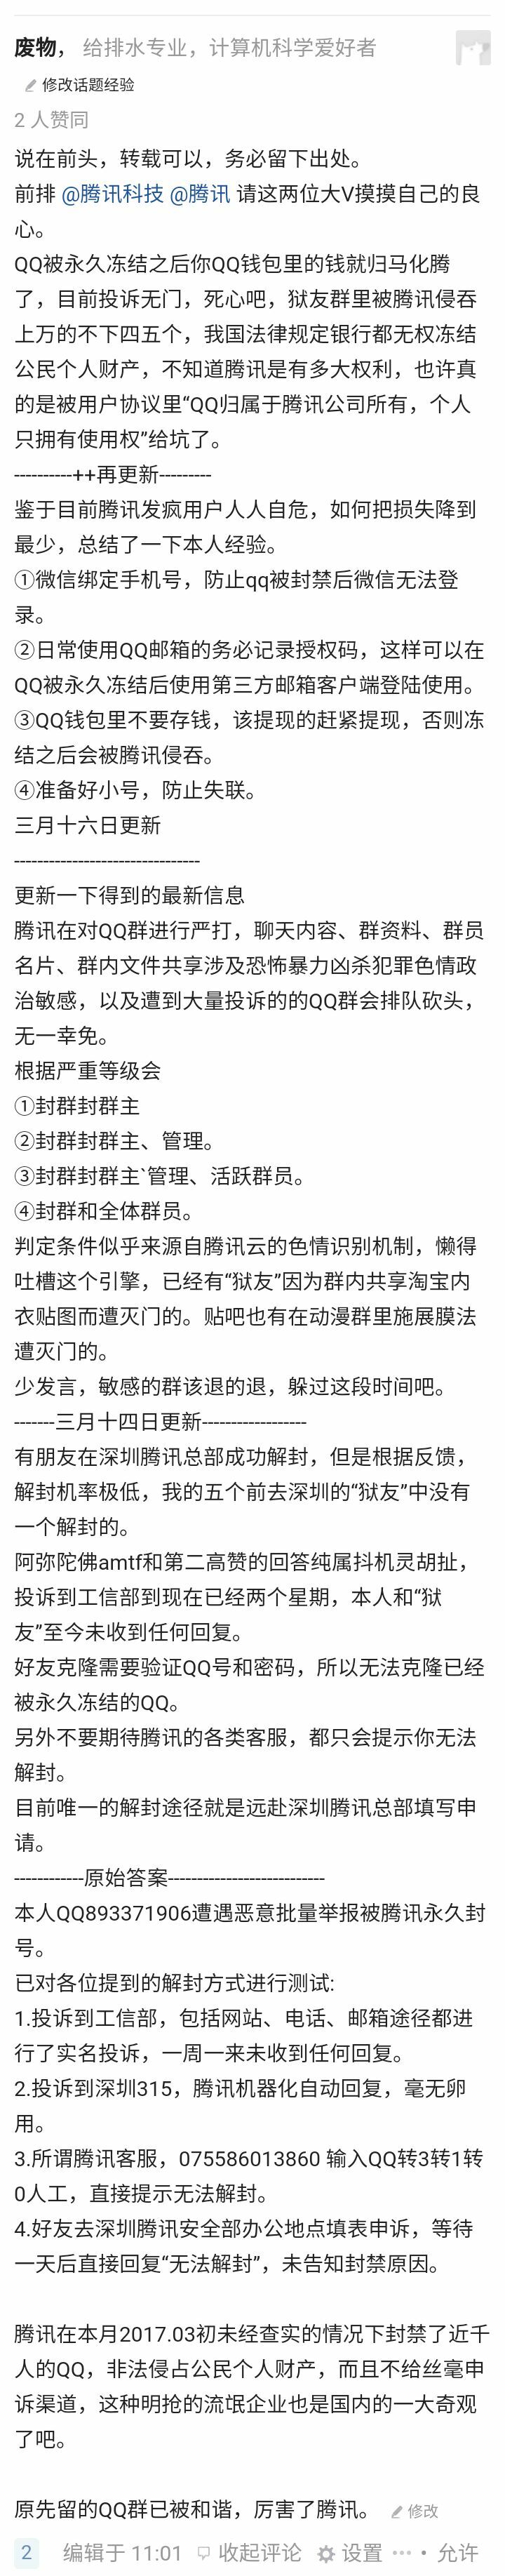 废物， 给排水专业，计算机科学爱好者
修改话题经验
2 人赞同
说在前头，转载可以，务必留下出处。
前排 @腾讯科技 @腾讯 请这两位大V摸摸自己的良
心。
QQ被永久冻结之后你QQ钱包里的钱就归马化腾
了，目前投诉无门，死心吧，狱友群里被腾讯侵吞
上万的不下四五个，我国法律规定银行都无权冻结
公民个人财产，不知道腾讯是有多大权利，也许真
的是被用户协议里“QQ归属于腾讯公司所有，个人
只拥有使用权”给坑了。
----------++再更新---------
鉴于目前腾讯发疯用户人人自危，如何把损失降到
最少，总结了一下本人经验。
①微信绑定手机号，防止qq被封禁后微信无法登
录。
②日常使用QQ邮箱的务必记录授权码，这样可以在
QQ被永久冻结后使用第三方邮箱客户端登陆使用。
③QQ钱包里不要存钱，该提现的赶紧提现，否则冻
结之后会被腾讯侵吞。
④准备好小号，防止失联。
三月十六日更新
--------------------------------
更新一下得到的最新信息
腾讯在对QQ群进行严打，聊天内容、群资料、群员
名片、群内文件共享涉及恐怖暴力凶杀犯罪色情政
治敏感，以及遭到大量投诉的的QQ群会排队砍头，
无一幸免。
根据严重等级会
①封群封群主
②封群封群主、管理。
③封群封群主`管理、活跃群员。
④封群和全体群员。
判定条件似乎来源自腾讯云的色情识别机制，懒得
吐槽这个引擎，已经有“狱友”因为群内共享淘宝内
衣贴图而遭灭门的。贴吧也有在动漫群里施展膜法
遭灭门的。
少发言，敏感的群该退的退，躲过这段时间吧。
-------三月十四日更新------------------
有朋友在深圳腾讯总部成功解封，但是根据反馈，
解封机率极低，我的五个前去深圳的“狱友”中没有
一个解封的。
阿弥陀佛amtf和第二高赞的回答纯属抖机灵胡扯，
投诉到工信部到现在已经两个星期，本人和“狱
友”至今未收到任何回复。
好友克隆需要验证QQ号和密码，所以无法克隆已经
被永久冻结的QQ。
另外不要期待腾讯的各类客服，都只会提示你无法
解封。
目前唯一的解封途径就是远赴深圳腾讯总部填写申
请。
------------原始答案---------------------------
本人QQ893371906遭遇恶意批量举报被腾讯永久封
号。
已对各位提到的解封方式进行测试:
1.投诉到工信部，包括网站、电话、邮箱途径都进
行了实名投诉，一周一来未收到任何回复。
2.投诉到深圳315，腾讯机器化自动回复，毫无卵
用。
3.所谓腾讯客服，075586013860 输入QQ转3转1转
0人工，直接提示无法解封。
4.好友去深圳腾讯安全部办公地点填表申诉，等待
一天后直接回复“无法解封”，未告知封禁原因。
腾讯在本月2017.03初未经查实的情况下封禁了近千
人的QQ，非法侵占公民个人财产，而且不给丝毫申
诉渠道，这种明抢的流氓企业也是国内的一大奇观
了吧。
原先留的QQ群已被和谐，厉害了腾讯。 修改
2 编辑于 11:01 收起评论 设置 ··· · 允许